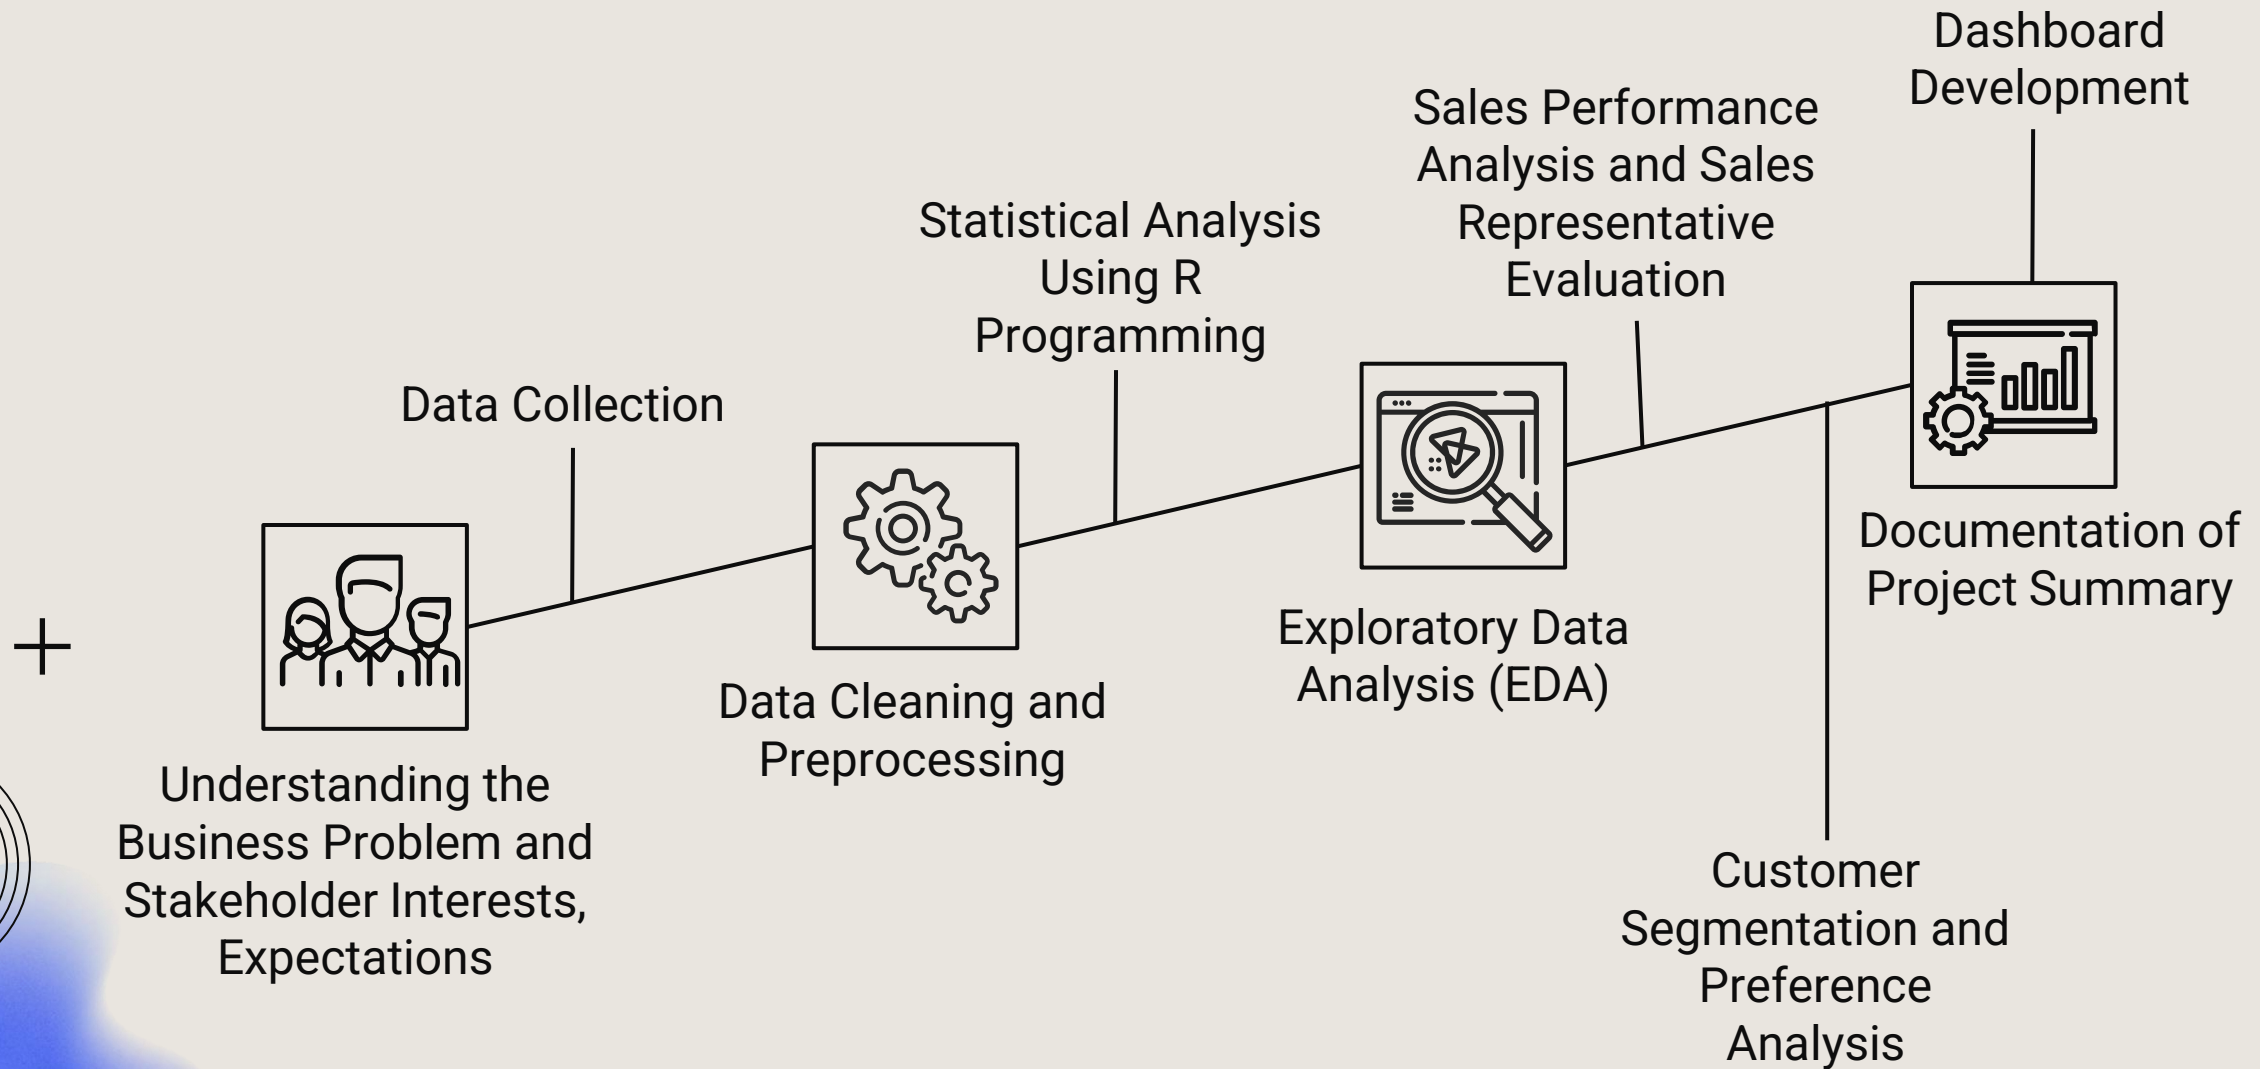 Understanding the
Business Problem and
Stakeholder Interests,
Expectations
Data Collection
Data Cleaning and
Preprocessing
Statistical Analysis
Using R
Programming
Exploratory Data
Analysis (EDA)
Sales Performance
Analysis and Sales
Representative
Evaluation
Customer
Segmentation and
Preference
Analysis
Dashboard
Development
Documentation of
Project Summary